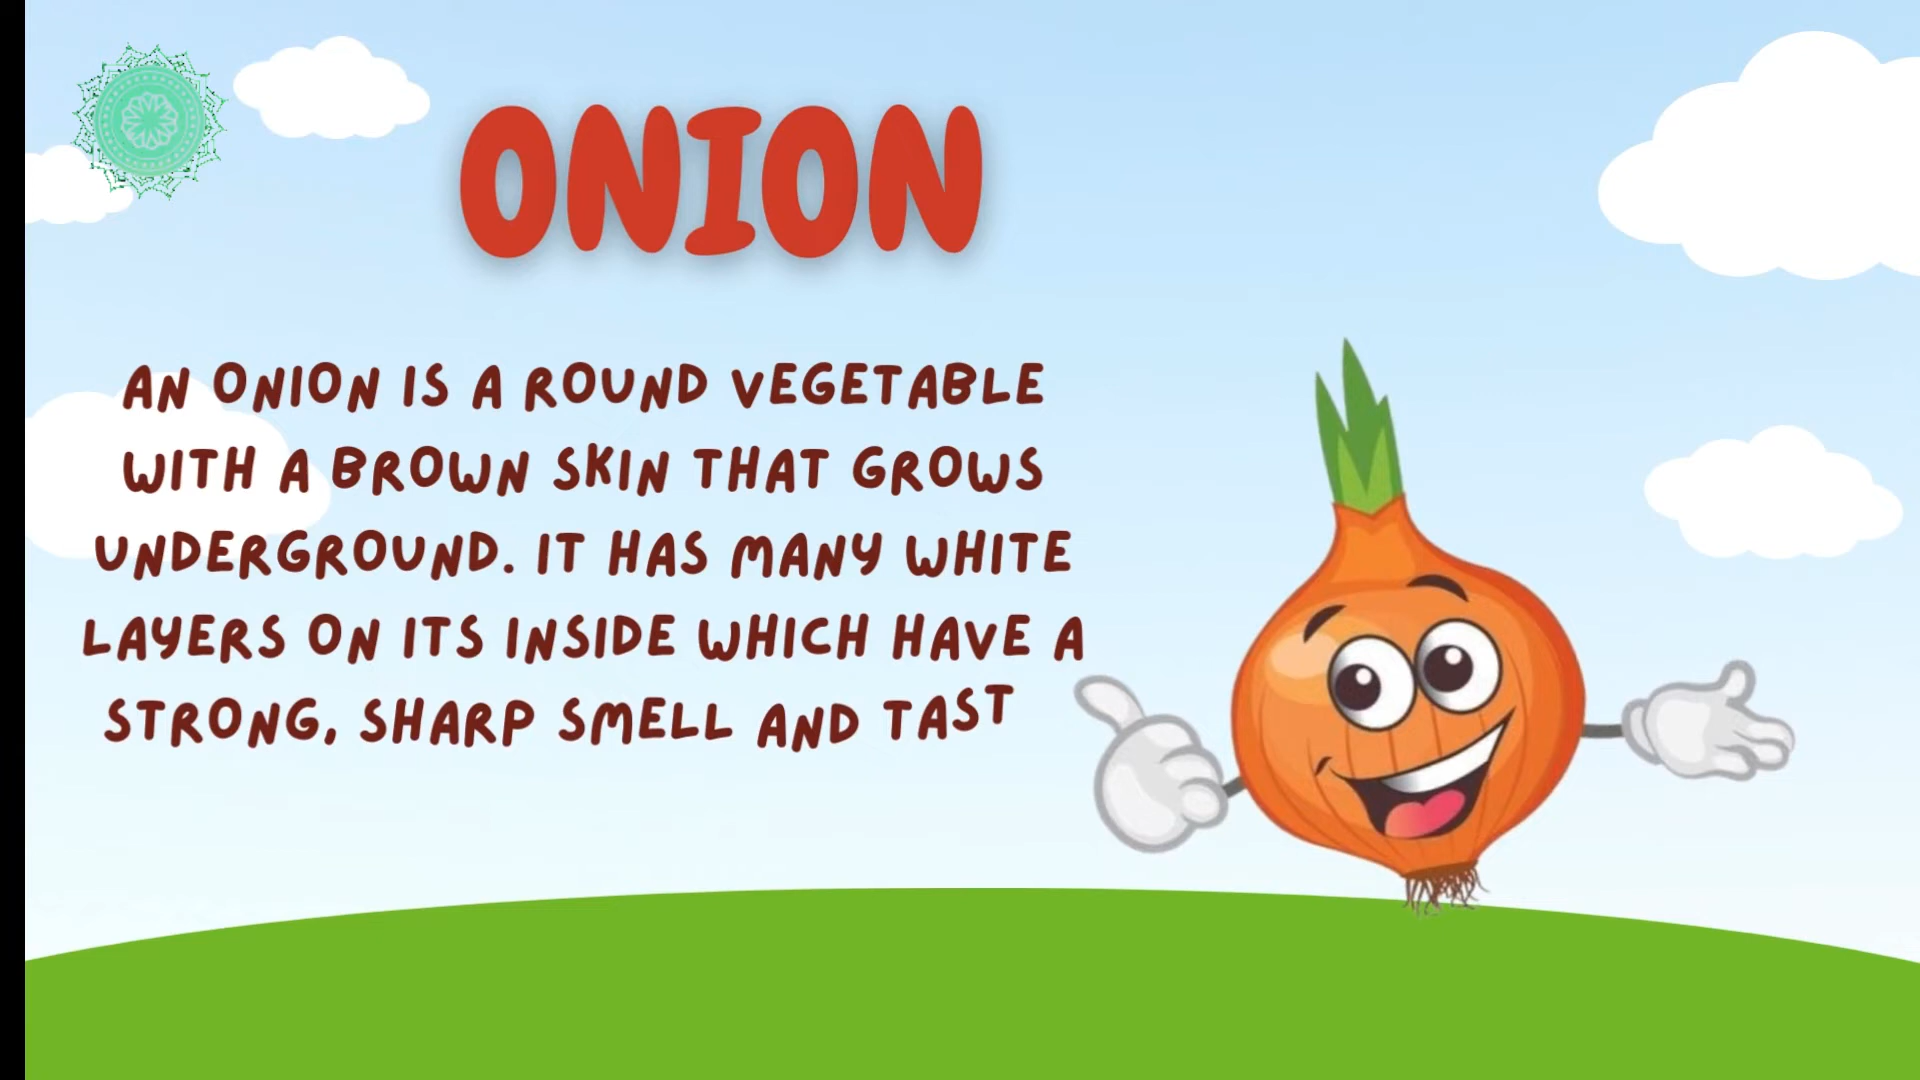 ONION
AN ONION IS A ROUND VEGETABLE
WITH A BROWN SKIN THAT GROWS
UNDERGROUND. IT HAS MANY WHITE
LAYERS ON ITS INSIDE WHICH HAVE A
STRONG, SHARP SMELL AND TAST